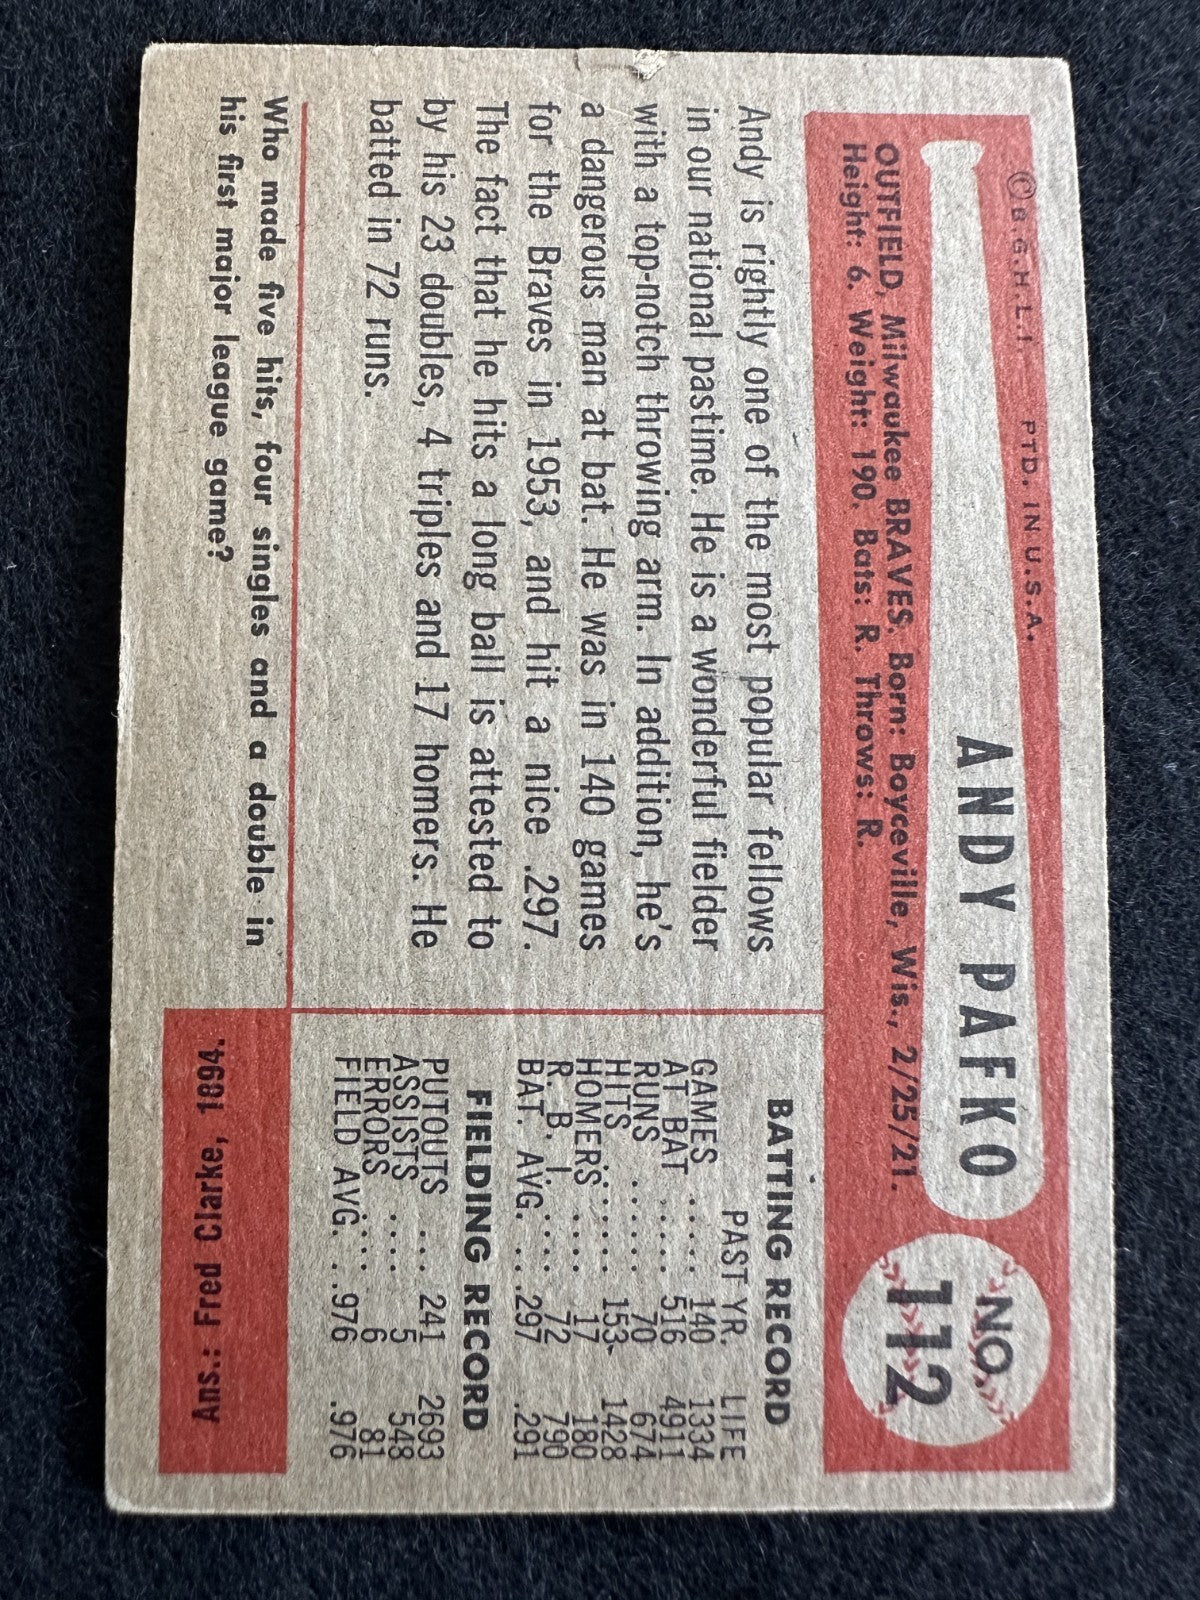 © B.G.H.L.I. PTD. IN U.S.A.
ANDY PAFKO
NO.
112
OUTFIELD, Milwaukee BRAVES. Born: Boyceville, Wis., 2/25/21.
Height: 6. Weight: 190. Bats: R. Throws: R.
Andy is rightly one of the most popular fellows
in our national pastime. He is a wonderful fielder
with a top-notch throwing arm. In addition, he's
a dangerous man at bat. He was in 140 games
for the Braves in 1953, and hit a nice .297.
The fact that he hits a long ball is attested to
by his 23 doubles, 4 triples and 17 homers. He
batted in 72 runs.
Who made five hits, four singles and a double in
his first major league game?
BATTING RECORD
PAST YR. LIFE
GAMES ..... 140 1334
AT BAT ..... 516 4911
RUNS ...... 70 674
HITS ...... 153 1428
HOMERS .... 17 180
R. B. I. ..... 72 790
BAT. AVG. ... .297 .291
FIELDING RECORD
PUTOUTS ... 241 2693
ASSISTS .... 5 548
ERRORS .... 6 81
FIELD AVG. .. .976 .976
Ans.: Fred Clarke, 1894.